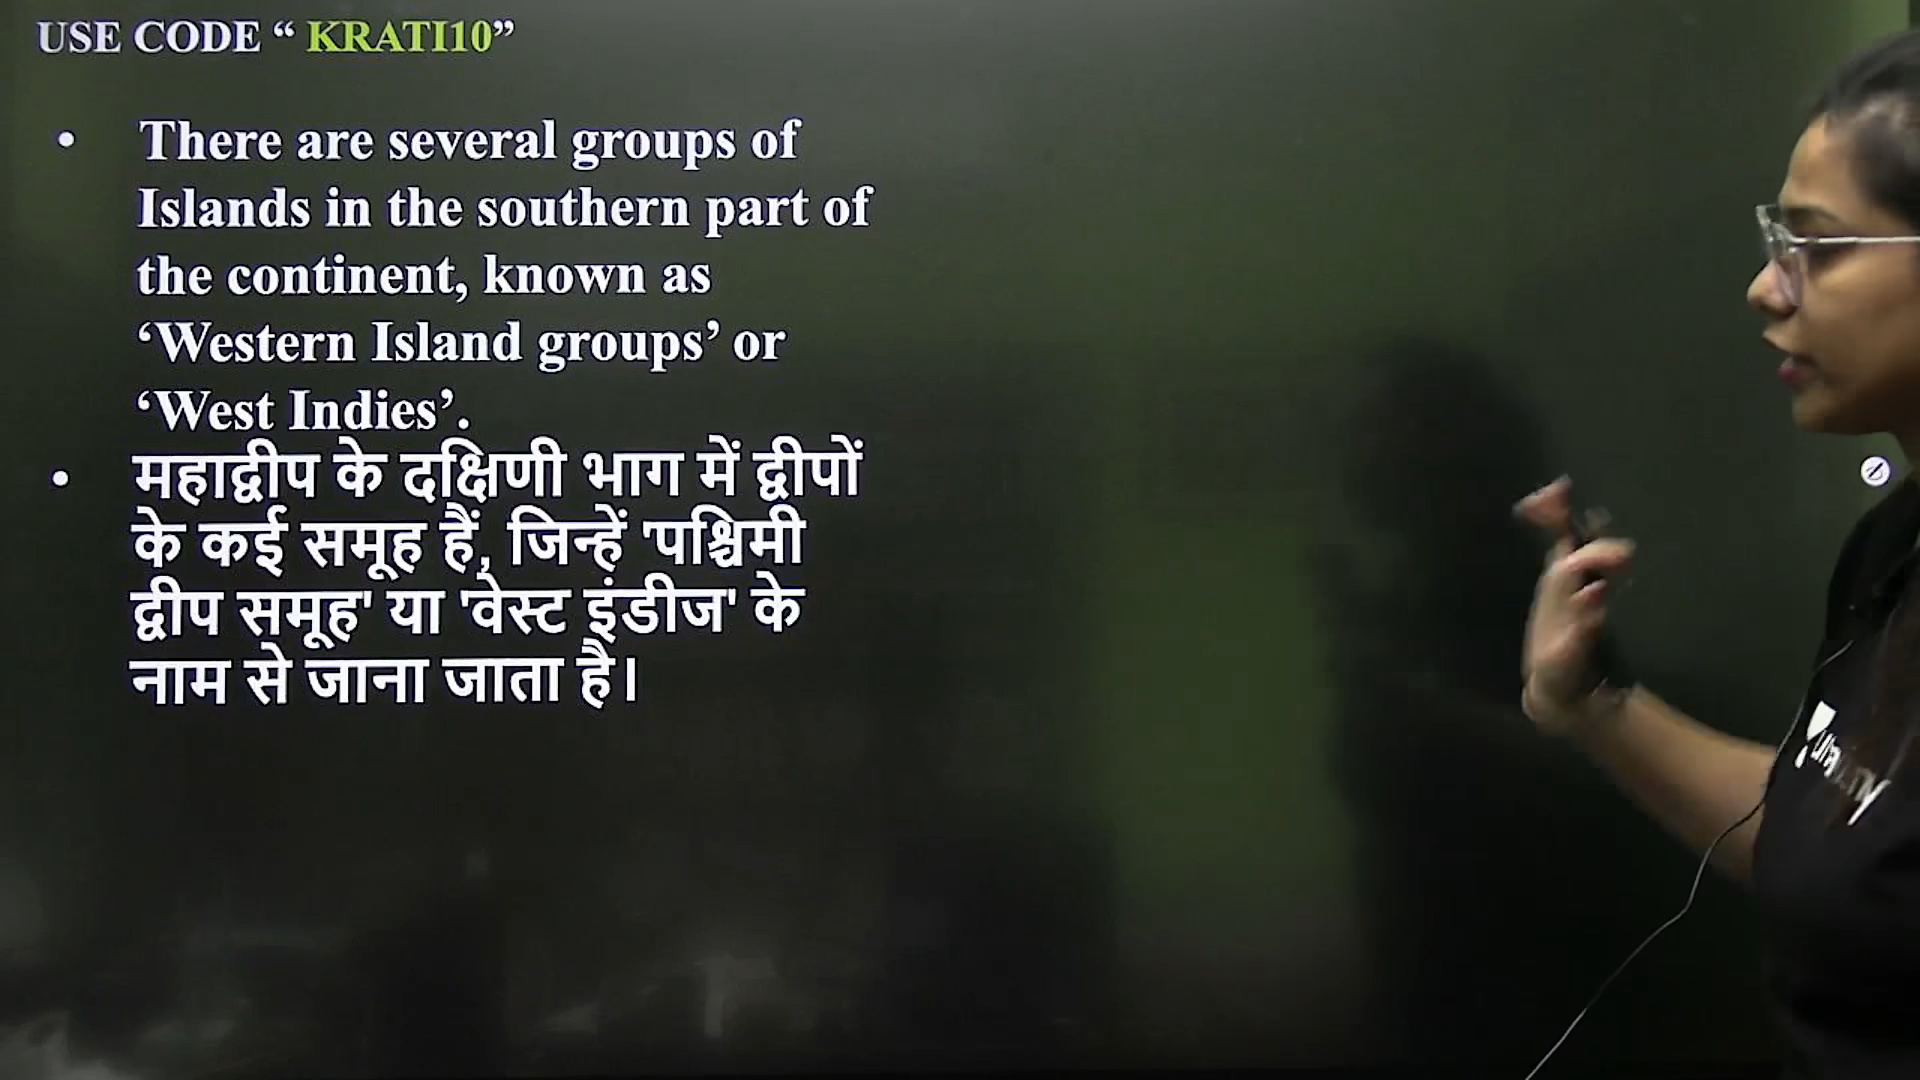 USE CODE “ KRATI10”
• There are several groups of
Islands in the southern part of
the continent, known as
‘Western Island groups’ or
‘West Indies’.
• महाद्वीप के दक्षिणी भाग में द्वीपों
के कई समूह हैं, जिन्हें 'पश्चिमी
द्वीप समूह' या 'वेस्ट इंडीज' के
नाम से जाना जाता है।